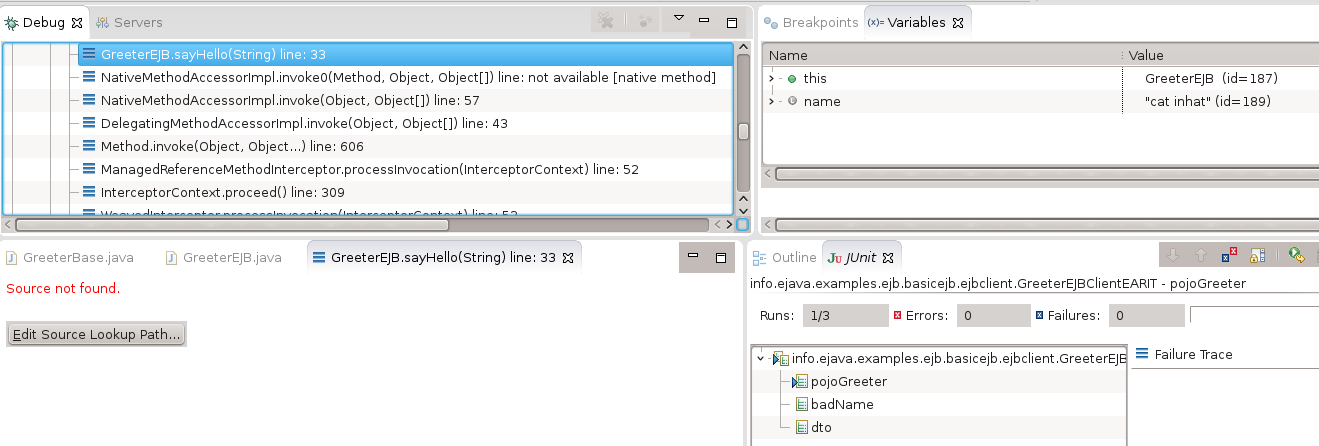 Debug Servers
GreeterEJB.sayHello(String) line: 33
NativeMethodAccessorImpl.invoke0(Method, Object, Object[]) line: not available [native method]
NativeMethodAccessorImpl.invoke(Object, Object[]) line: 57
DelegatingMethodAccessorImpl.invoke(Object, Object[]) line: 43
Method.invoke(Object, Object...) line: 606
ManagedReferenceMethodInterceptor.processInvocation(InterceptorContext) line: 52
InterceptorContext.proceed() line: 309
WeavedInterceptor.processInvocation(InterceptorContext) line: 53
Breakpoints (x)= Variables
Name Value
this GreeterEJB (id=187)
name "cat inhat" (id=189)
GreeterBase.java GreeterEJB.java GreeterEJB.sayHello(String) line: 33
Source not found.
Edit Source Lookup Path...
Outline JUnit
info.ejava.examples.ejb.basicejb.ejbclient.GreeterEJBClientEARIT - pojoGreeter
Runs: 1/3 Errors: 0 Failures: 0
info.ejava.examples.ejb.basicejb.ejbclient.GreeterEJB
pojoGreeter
badName
dto
Failure Trace